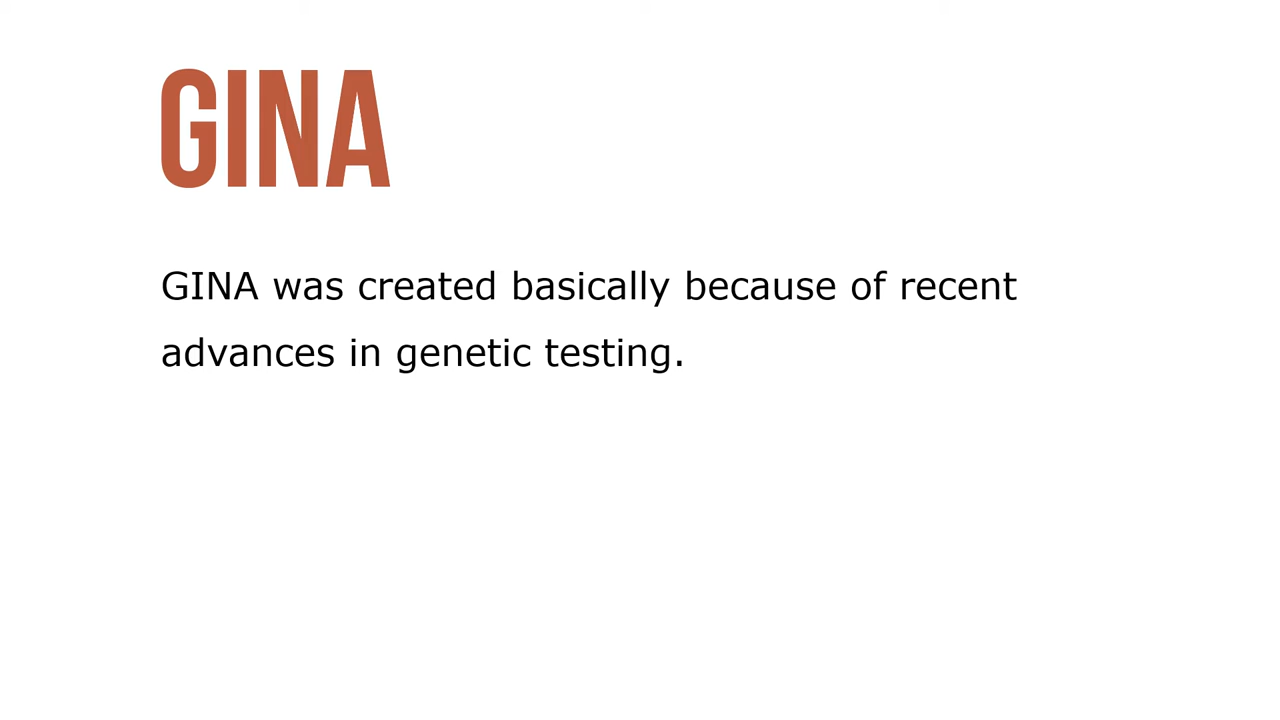 GINA
GINA was created basically because of recent
advances in genetic testing.